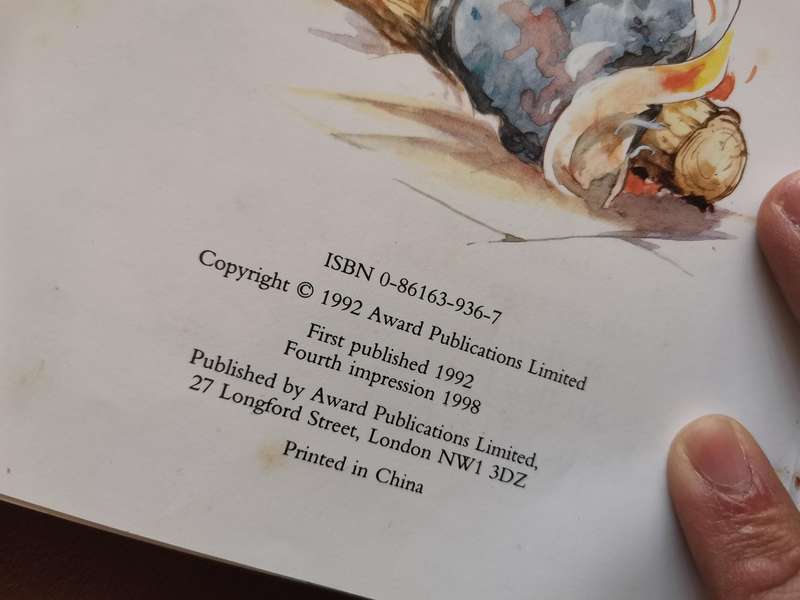 ISBN 0-86163-936-7
Copyright © 1992 Award Publications Limited
First published 1992
Fourth impression 1998
Published by Award Publications Limited,
27 Longford Street, London NW1 3DZ
Printed in China